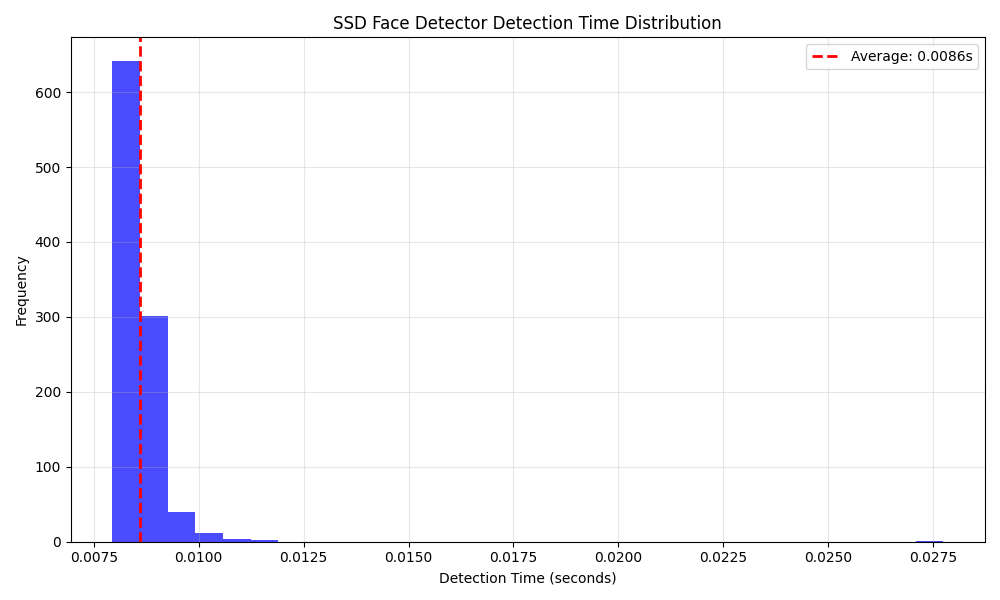 SSD Face Detector Detection Time Distribution
Average: 0.0086s
Frequency
600
500
400
300
200
100
0
0.0075 0.0100 0.0125 0.0150 0.0175 0.0200 0.0225 0.0250 0.0275
Detection Time (seconds)